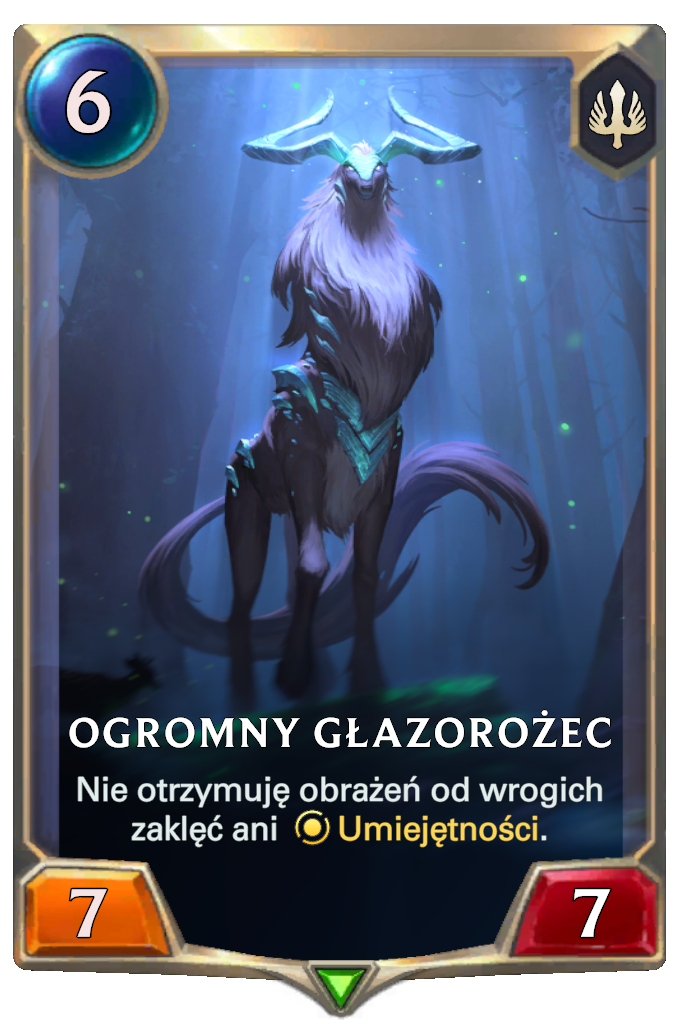 6
OGROMNY GŁAZOROŻEC
Nie otrzymuję obrażeń od wrogich
zaklęć ani Umiejętności.
7 7